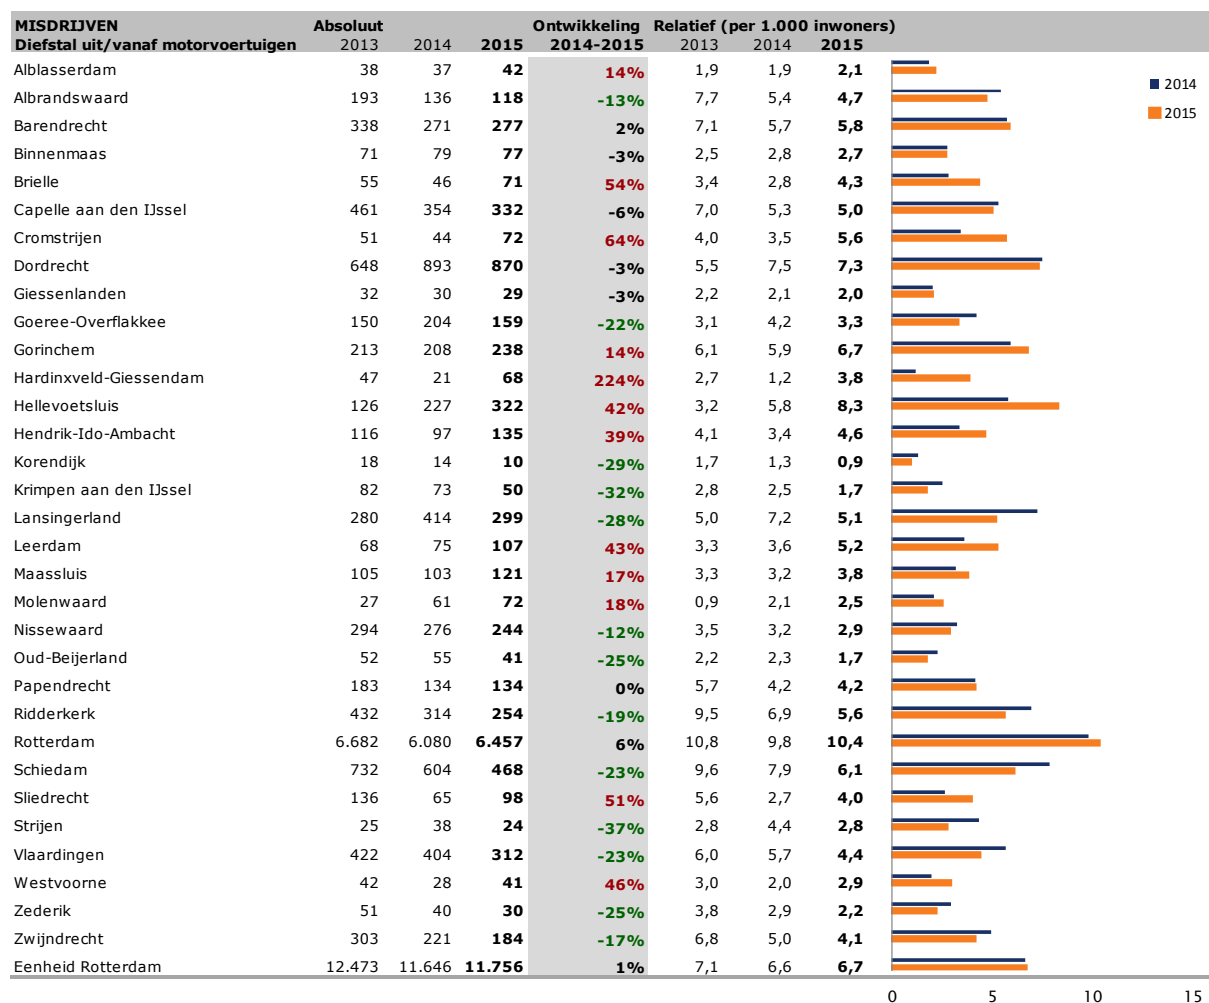 MISDRIJVEN Absoluut Ontwikkeling Relatief (per 1.000 inwoners)
Diefstal uit/vanaf motorvoertuigen 2013 2014 2015 2014-2015 2013 2014 2015
Alblasserdam 38 37 42 14% 1,9 1,9 2,1
2014
Albrandswaard 193 136 118 -13% 7,7 5,4 4,7
2015
Barendrecht 338 271 277 2% 7,1 5,7 5,8
Binnenmaas 71 79 77 -3% 2,5 2,8 2,7
Brielle 55 46 71 54% 3,4 2,8 4,3
Capelle aan den IJssel 461 354 332 -6% 7,0 5,3 5,0
Cromstrijen 51 44 72 64% 4,0 3,5 5,6
Dordrecht 648 893 870 -3% 5,5 7,5 7,3
Giessenlanden 32 30 29 -3% 2,2 2,1 2,0
Goeree-Overflakkee 150 204 159 -22% 3,1 4,2 3,3
Gorinchem 213 208 238 14% 6,1 5,9 6,7
Hardinxveld-Giessendam 47 21 68 224% 2,7 1,2 3,8
Hellevoetsluis 126 227 322 42% 3,2 5,8 8,3
Hendrik-Ido-Ambacht 116 97 135 39% 4,1 3,4 4,6
Korendijk 18 14 10 -29% 1,7 1,3 0,9
Krimpen aan den IJssel 82 73 50 -32% 2,8 2,5 1,7
Lansingerland 280 414 299 -28% 5,0 7,2 5,1
Leerdam 68 75 107 43% 3,3 3,6 5,2
Maassluis 105 103 121 17% 3,3 3,2 3,8
Molenwaard 27 61 72 18% 0,9 2,1 2,5
Nissewaard 294 276 244 -12% 3,5 3,2 2,9
Oud-Beijerland 52 55 41 -25% 2,2 2,3 1,7
Papendrecht 183 134 134 0% 5,7 4,2 4,2
Ridderkerk 432 314 254 -19% 9,5 6,9 5,6
Rotterdam 6.682 6.080 6.457 6% 10,8 9,8 10,4
Schiedam 732 604 468 -23% 9,6 7,9 6,1
Sliedrecht 136 65 98 51% 5,6 2,7 4,0
Strijen 25 38 24 -37% 2,8 4,4 2,8
Vlaardingen 422 404 312 -23% 6,0 5,7 4,4
Westvoorne 42 28 41 46% 3,0 2,0 2,9
Zederik 51 40 30 -25% 3,8 2,9 2,2
Zwijndrecht 303 221 184 -17% 6,8 5,0 4,1
Eenheid Rotterdam 12.473 11.646 11.756 1% 7,1 6,6 6,7
0 5 10 15